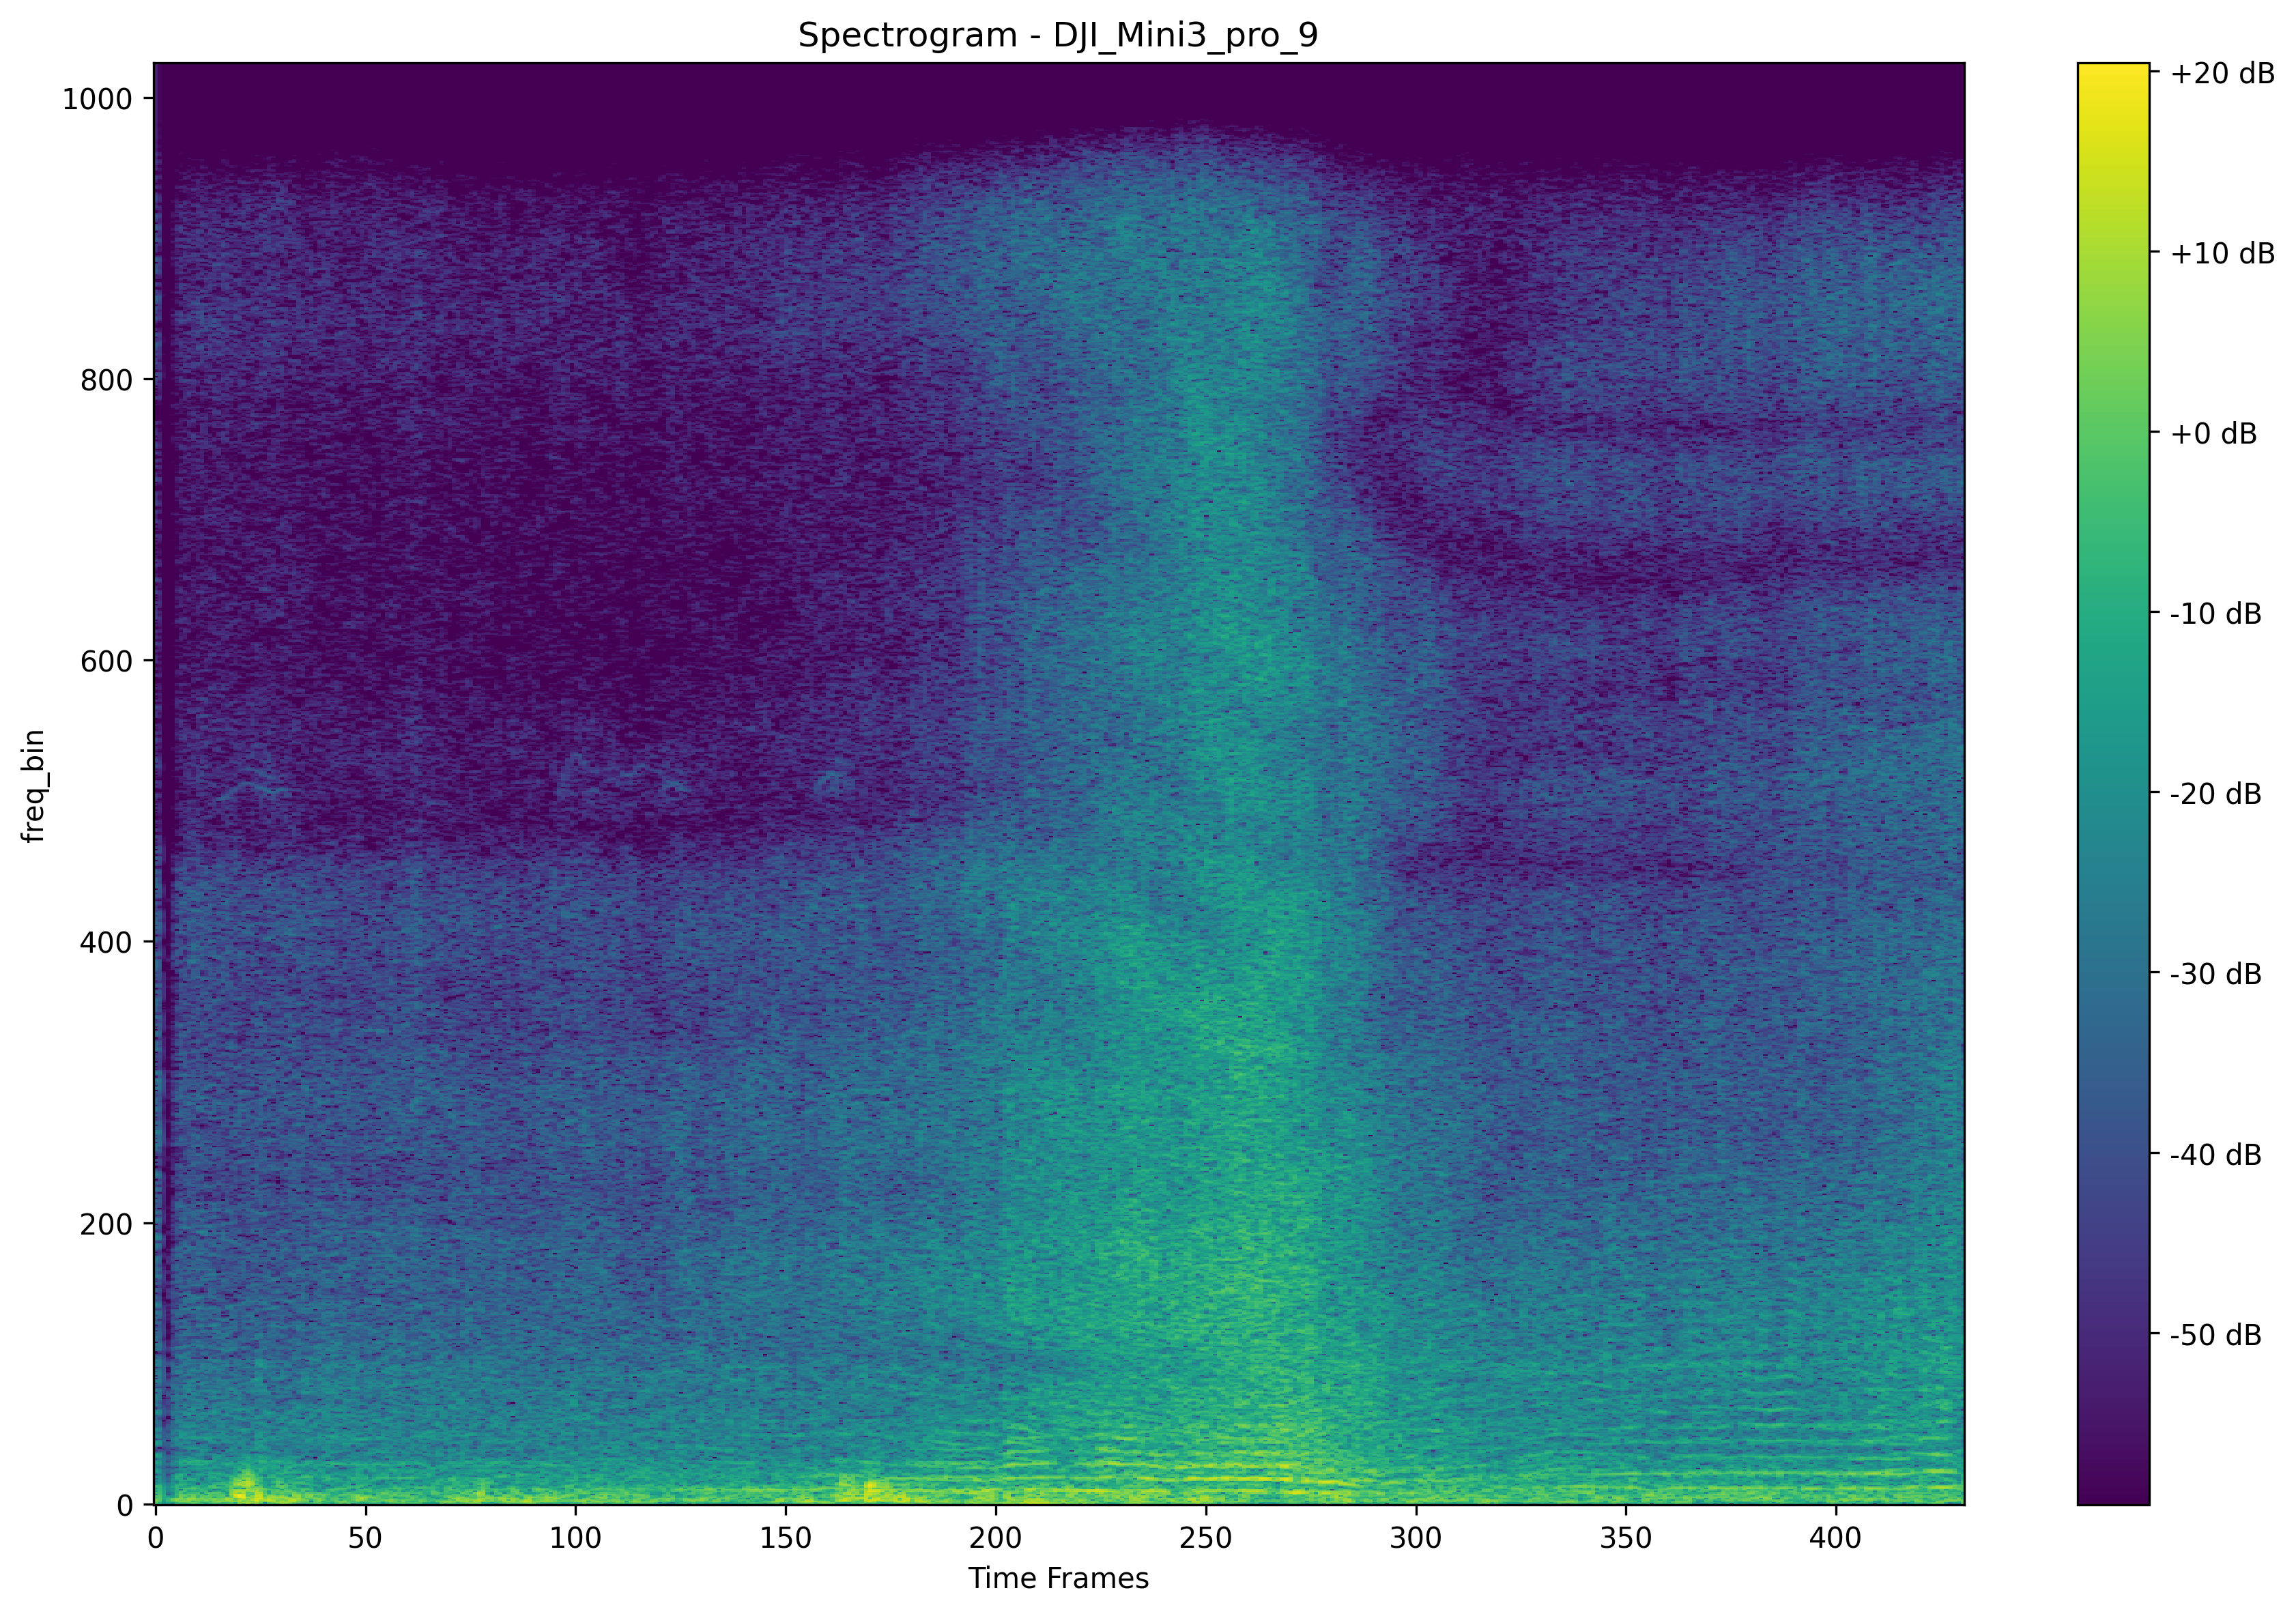 Spectrogram - DJI_Mini3_pro_9
freq_bin
1000
800
600
400
200
0
0 50 100 150 200 250 300 350 400
Time Frames
+20 dB
+10 dB
+0 dB
-10 dB
-20 dB
-30 dB
-40 dB
-50 dB